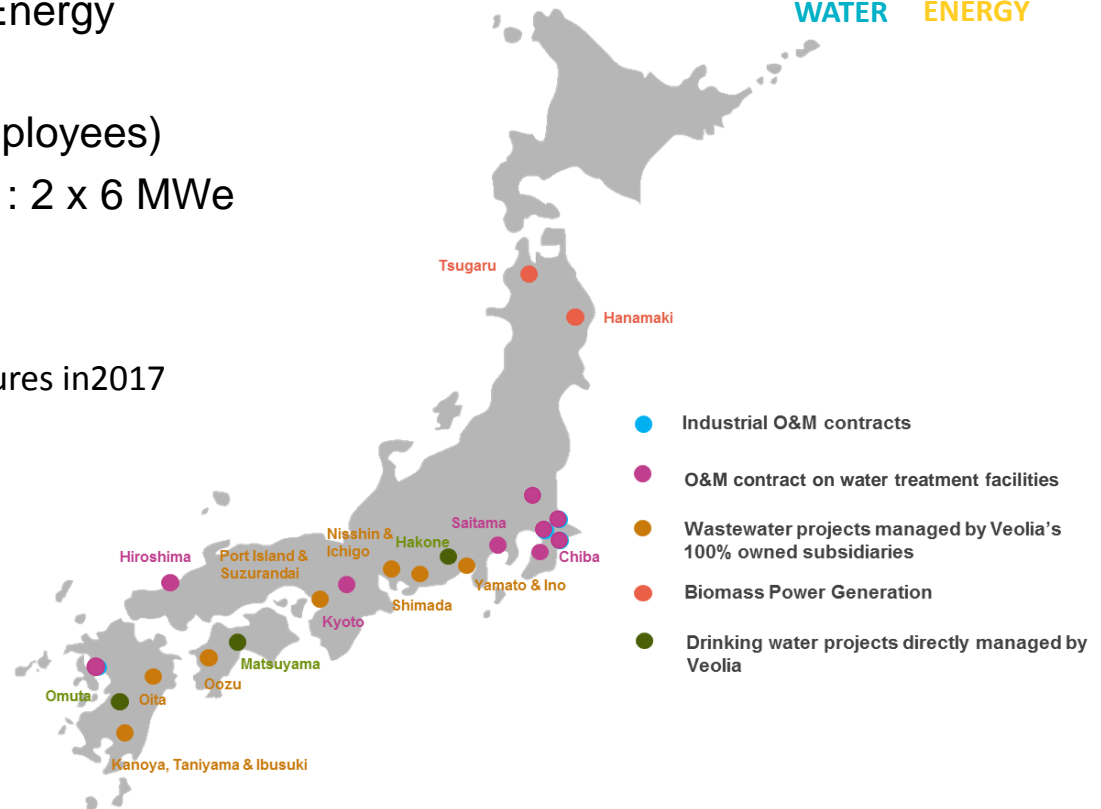 Energy
WATER ENERGY
ployees)
: 2 x 6 MWe
ures in2017
Tsugaru
Hanamaki
Industrial O&M contracts
O&M contract on water treatment facilities
Wastewater projects managed by Veolia’s
100% owned subsidiaries
Biomass Power Generation
Drinking water projects directly managed by
Veolia
Saitama
Chiba
Nisshin &
Ichigo
Hakone
Yamato & Ino
Shimada
Hiroshima
Port Island &
Suzurandai
Kyoto
Matsuyama
Oozu
Omuta
Oita
Kanoya, Taniyama & Ibusuki